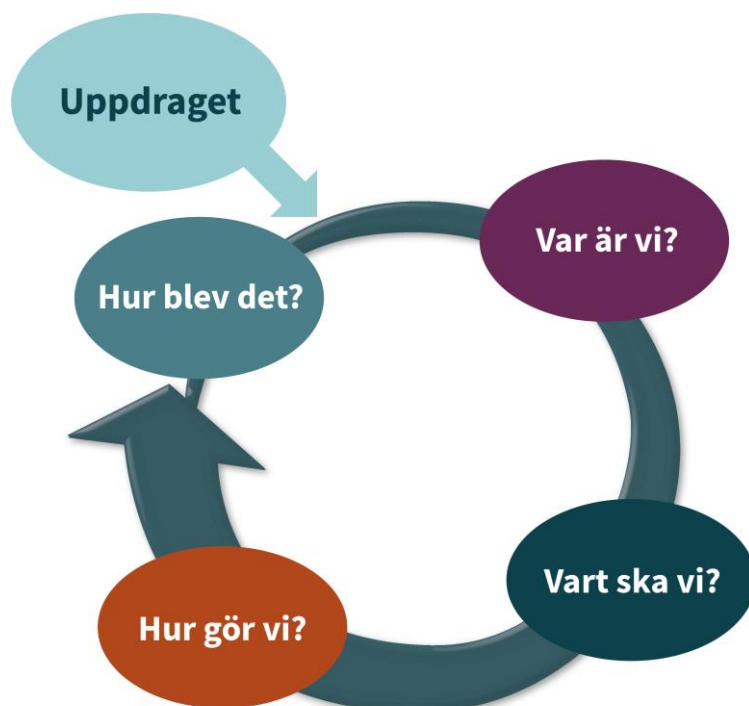 Uppdraget
Var är vi?
Hur blev det?
Vart ska vi?
Hur gör vi?